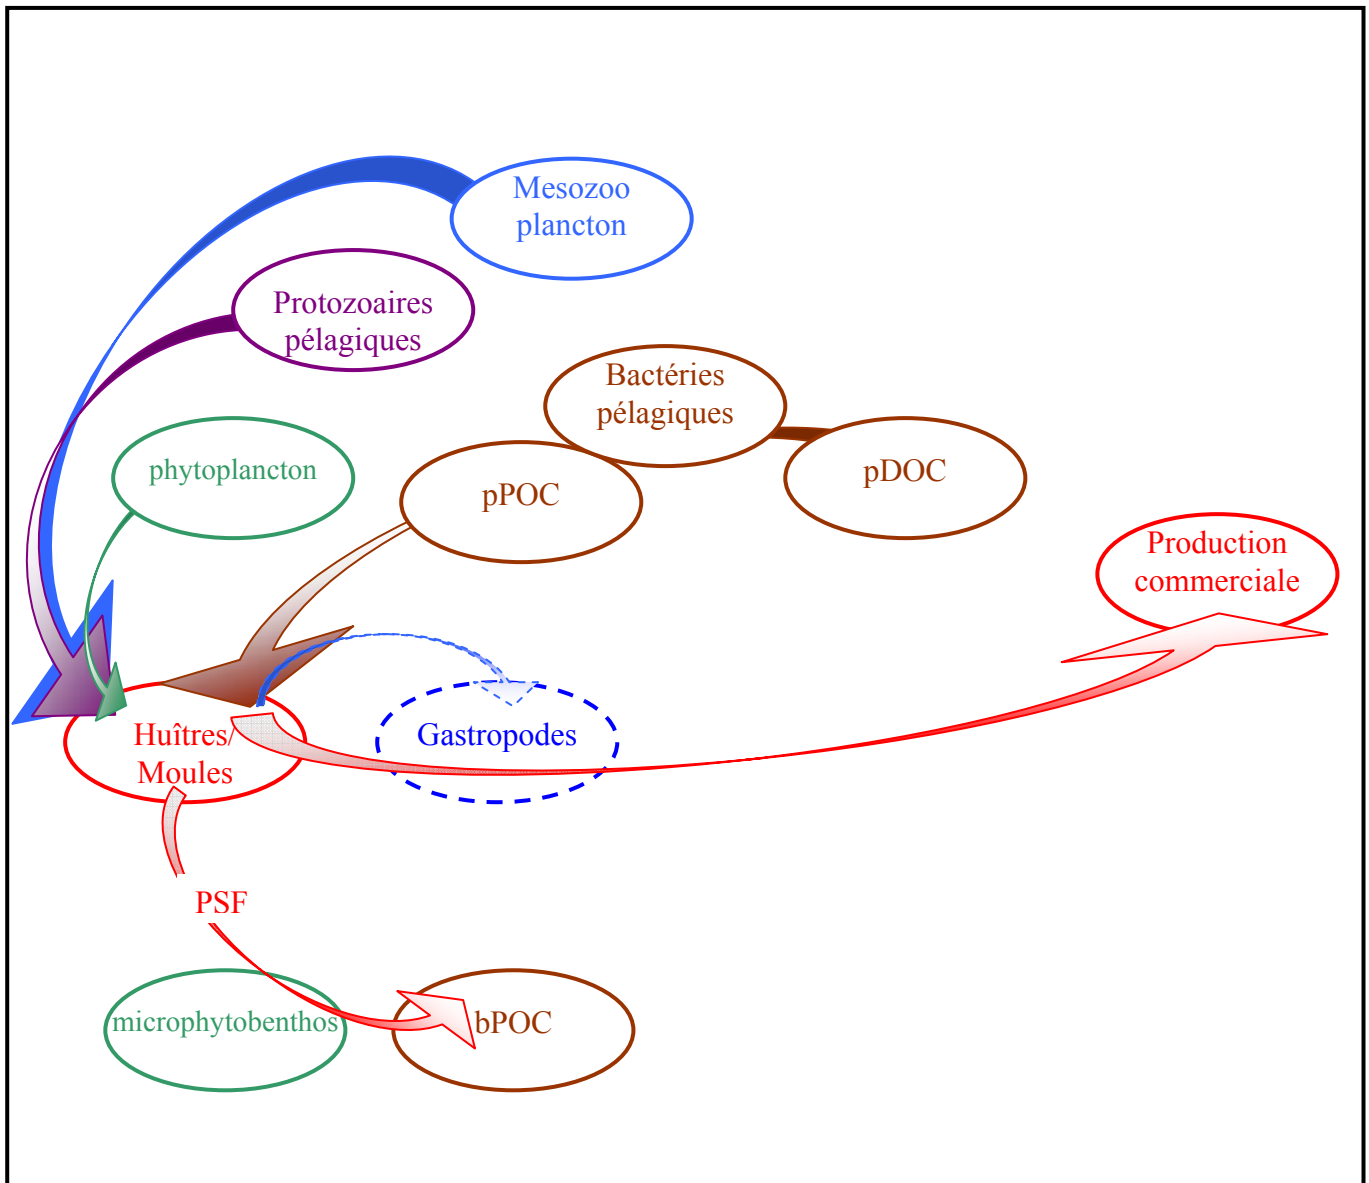 Mesozoo
plancton
Protozoaires
pélagiques
Bactéries
pélagiques
phytoplancton
pPOC
pDOC
Production
commerciale
Huîtres/
Moules
Gastropodes
PSF
microphytobenthos
bPOC